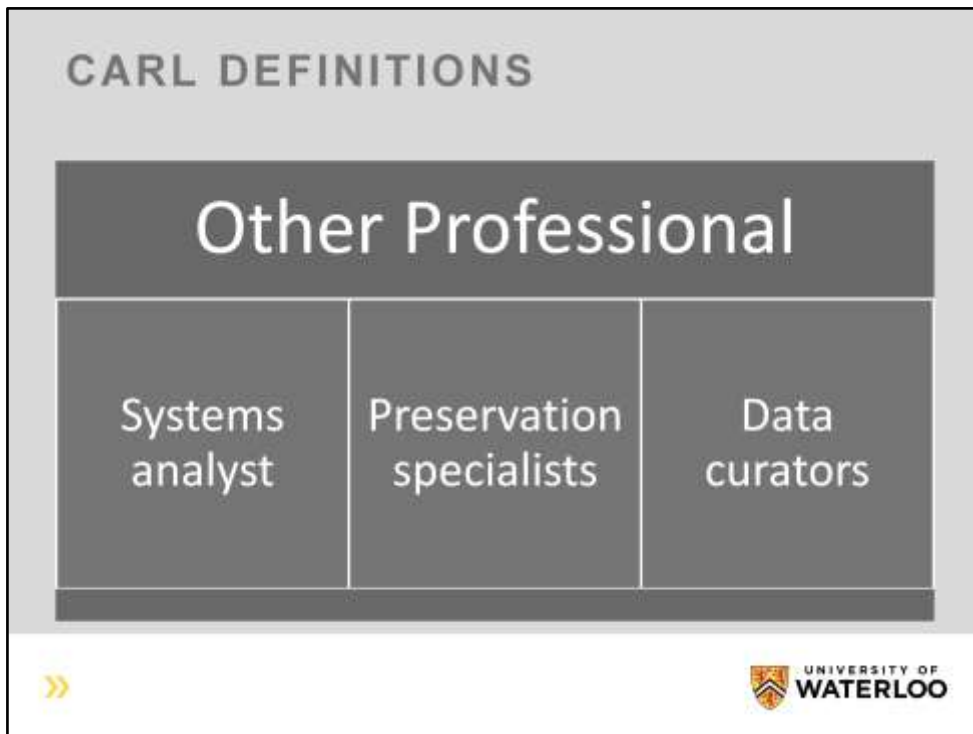 CARL DEFINITIONS
Other Professional
Systems
analyst
Preservation
specialists
Data
curators
»
UNIVERSITY OF
WATERLOO